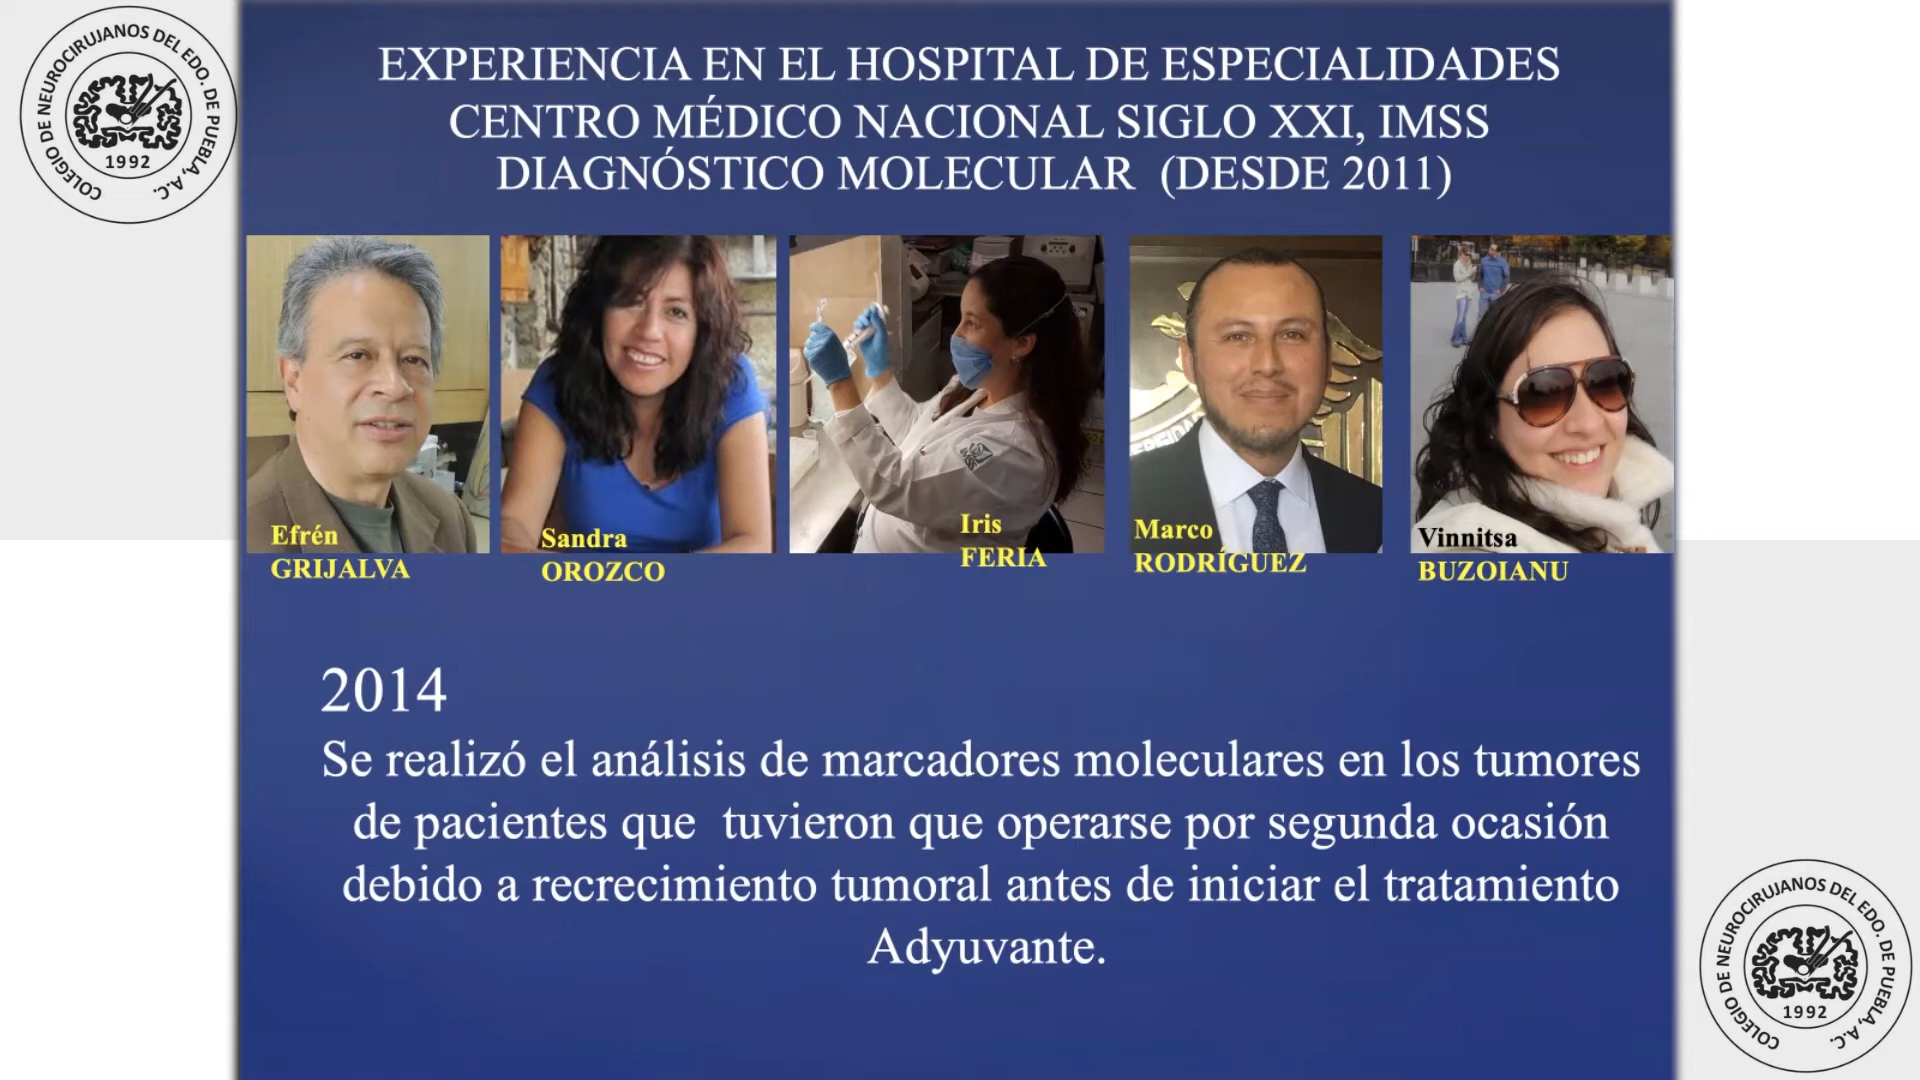 COLEGIO DE NEUROCIRUJANOS DEL EDO. DE PUEBLA, A.C.
1992
EXPERIENCIA EN EL HOSPITAL DE ESPECIALIDADES
CENTRO MÉDICO NACIONAL SIGLO XXI, IMSS
DIAGNÓSTICO MOLECULAR (DESDE 2011)
IMSS
Efrén
GRIJALVA
Sandra
OROZCO
Iris
FERIA
Marco
RODRÍGUEZ
Vinnitsa
BUZOIANU
2014
Se realizó el análisis de marcadores moleculares en los tumores
de pacientes que tuvieron que operarse por segunda ocasión
debido a recrecimiento tumoral antes de iniciar el tratamiento
Adyuvante.
COLEGIO DE NEUROCIRUJANOS DEL EDO. DE PUEBLA, A.C.
1992